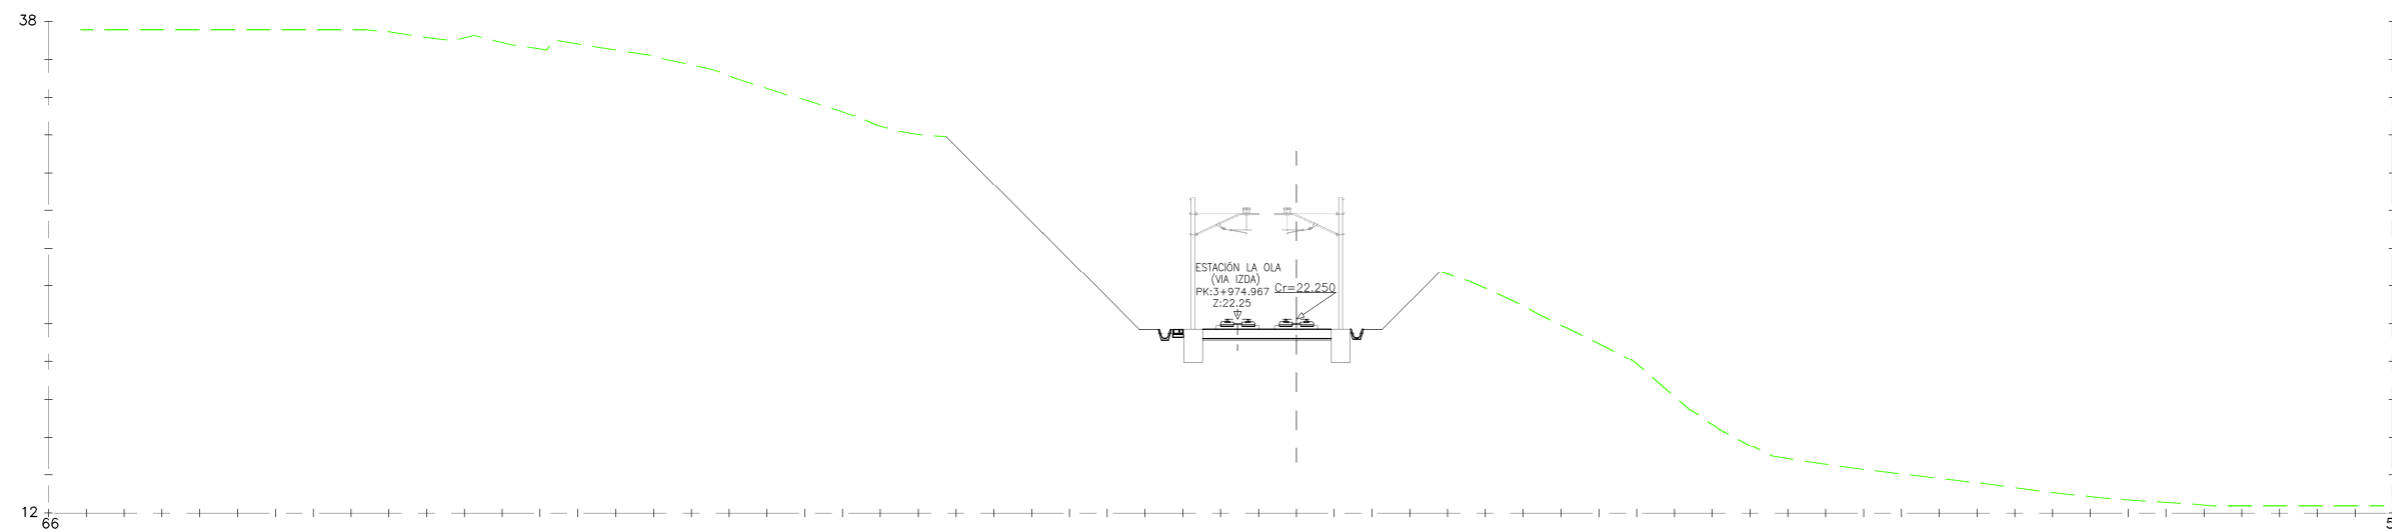 38
ESTACIÓN LA OLA
(VIA IZDA)
PK:3+974.967
Cr=22.250
Z:22.25
12
66